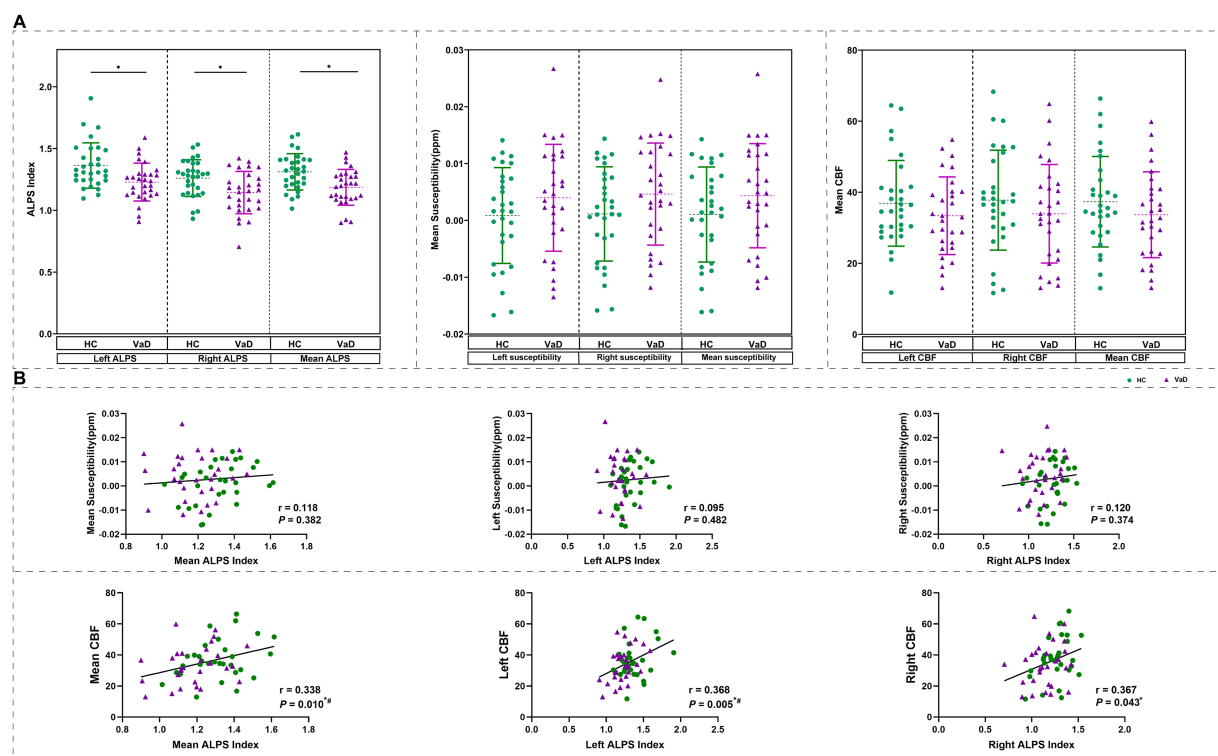 A
ALPS Index
2.0
1.5
1.0
0.5
0.0
* * *
HC VaD HC VaD HC VaD
Left ALPS Right ALPS Mean ALPS
Mean Susceptibility(ppm)
0.03
0.02
0.01
0.00
-0.01
-0.02
HC VaD HC VaD HC VaD
Left susceptibility Right susceptibility Mean susceptibility
Mean CBF
80
60
40
20
0
HC VaD HC VaD HC VaD
Left CBF Right CBF Mean CBF
B
HC VaD
Mean Susceptibility(ppm)
0.03
0.02
0.01
0.00
-0.01
-0.02
r = 0.118
P = 0.382
0.8 1.0 1.2 1.4 1.6 1.8
Mean ALPS Index
Left Susceptibility(ppm)
0.03
0.02
0.01
0.00
-0.01
-0.02
r = 0.095
P = 0.482
0.0 0.5 1.0 1.5 2.0 2.5
Left ALPS Index
Right Susceptibility(ppm)
0.03
0.02
0.01
0.00
-0.01
-0.02
r = 0.120
P = 0.374
0.0 0.5 1.0 1.5 2.0
Right ALPS Index
Mean CBF
80
60
40
20
0
r = 0.338
P = 0.010*#
0.8 1.0 1.2 1.4 1.6 1.8
Mean ALPS Index
Left CBF
80
60
40
20
0
r = 0.368
P = 0.005*#
0.0 0.5 1.0 1.5 2.0 2.5
Left ALPS Index
Right CBF
80
60
40
20
0
r = 0.367
P = 0.043*
0.0 0.5 1.0 1.5 2.0
Right ALPS Index